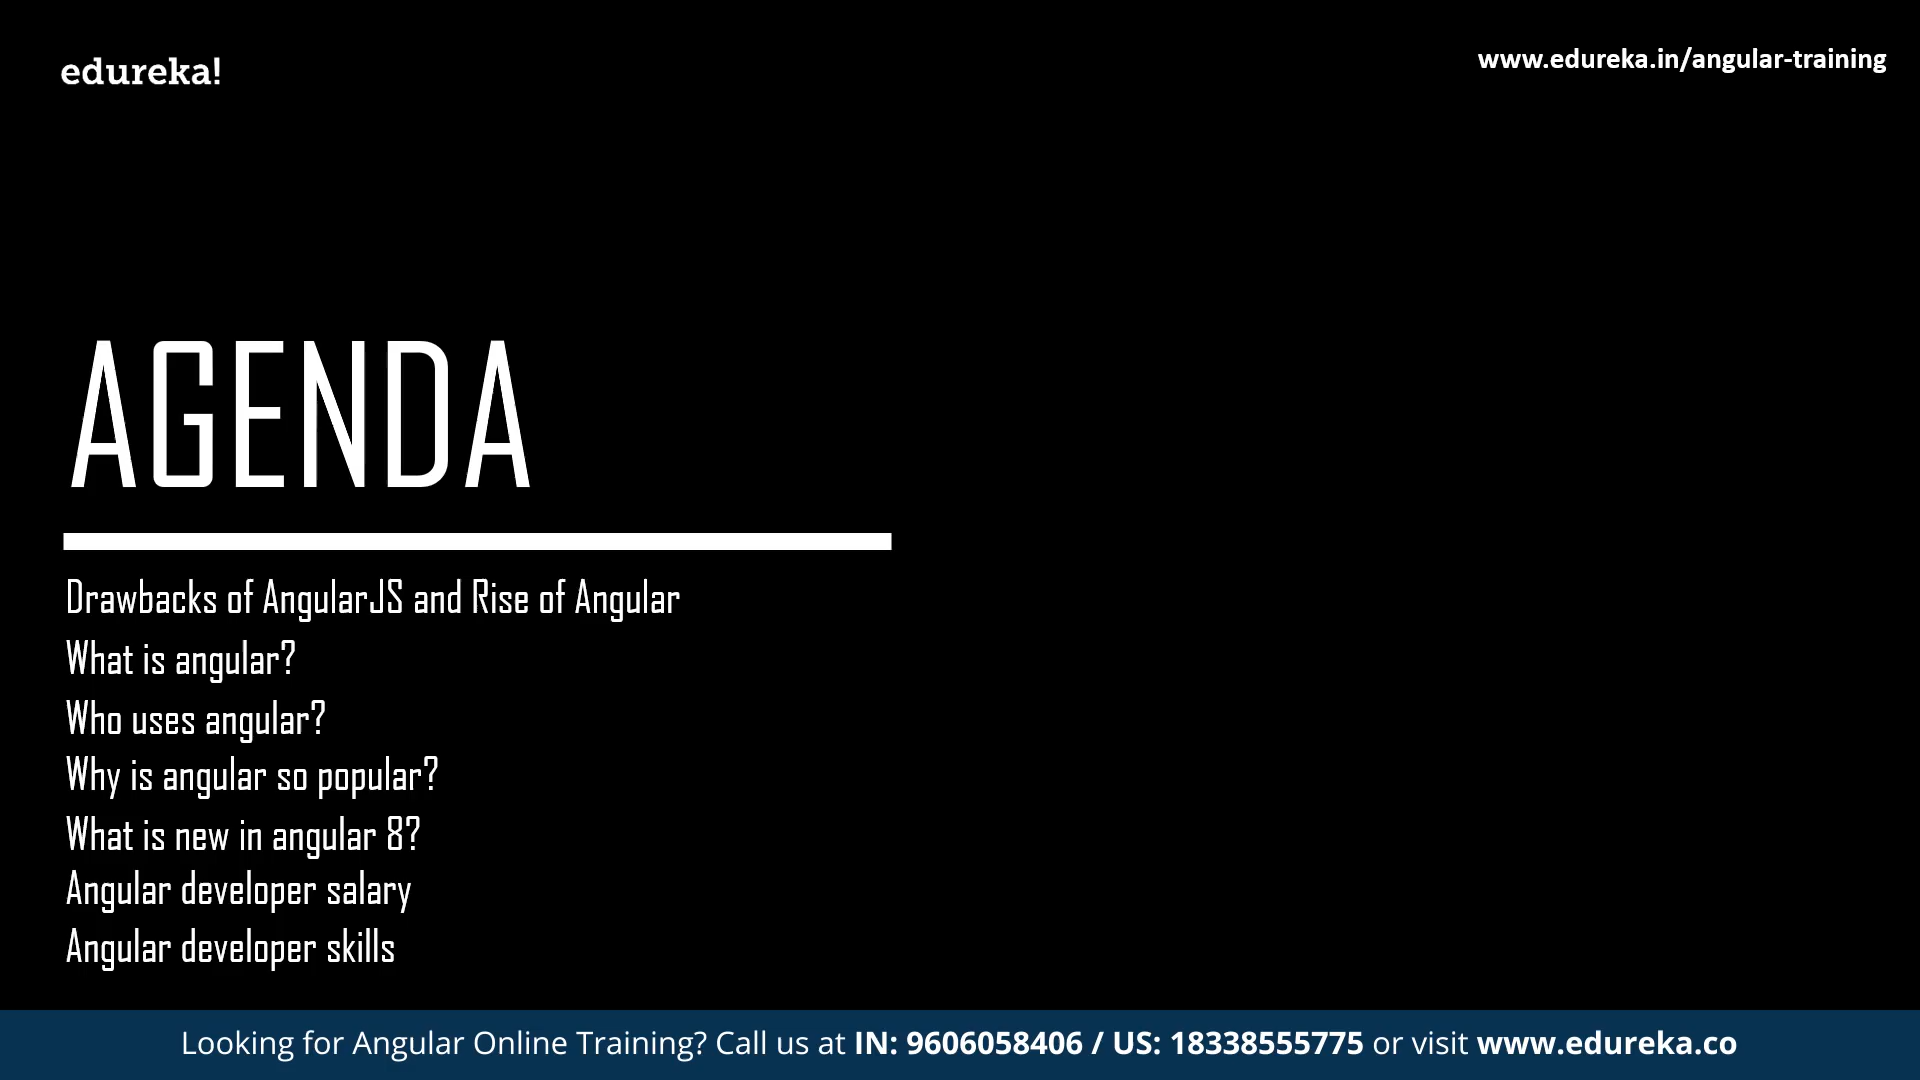 edureka!
www.edureka.in/angular-training
AGENDA
Drawbacks of AngularJS and Rise of Angular
What is angular?
Who uses angular?
Why is angular so popular?
What is new in angular 8?
Angular developer salary
Angular developer skills
Looking for Angular Online Training? Call us at IN: 9606058406 / US: 18338555775 or visit www.edureka.co